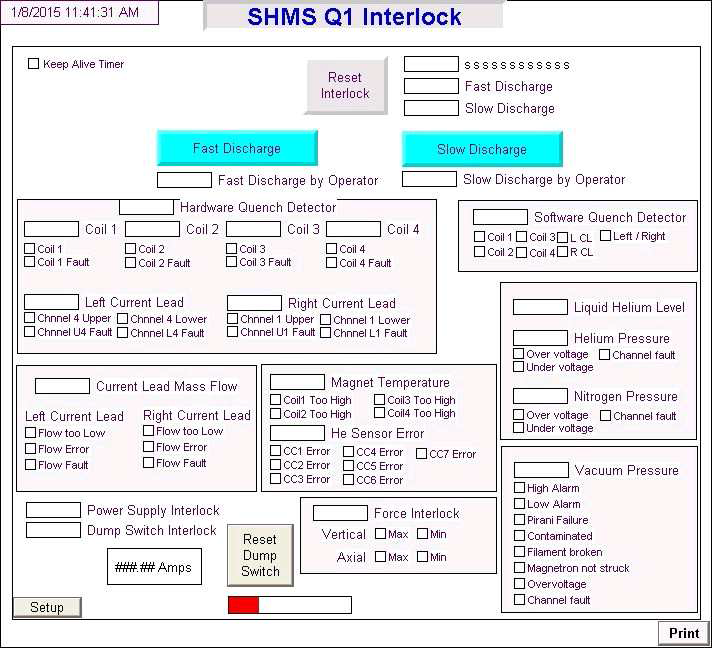 1/8/2015 11:41:31 AM
SHMS Q1 Interlock
Keep Alive Timer
Reset
Interlock
s s s s s s s s s s s s
Fast Discharge
Slow Discharge
Fast Discharge
Slow Discharge
Fast Discharge by Operator
Slow Discharge by Operator
Hardware Quench Detector
Coil 1 Coil 2 Coil 3 Coil 4
Coil 1 Coil 2 Coil 3 Coil 4
Coil 1 Fault Coil 2 Fault Coil 3 Fault Coil 4 Fault
Left Current Lead Right Current Lead
Chnnel 4 Upper Chnnel 4 Lower Chnnel 1 Upper Chnnel 1 Lower
Chnnel U4 Fault Chnnel L4 Fault Chnnel U1 Fault Chnnel L1 Fault
Software Quench Detector
Coil 1 Coil 3 L CL Left / Right
Coil 2 Coil 4 R CL
Liquid Helium Level
Helium Pressure
Over voltage Channel fault
Under voltage
Nitrogen Pressure
Over voltage Channel fault
Under voltage
Current Lead Mass Flow
Left Current Lead Right Current Lead
Flow too Low Flow too Low
Flow Error Flow Error
Flow Fault Flow Fault
Magnet Temperature
Coil1 Too High Coil3 Too High
Coil2 Too High Coil4 Too High
He Sensor Error
CC1 Error CC4 Error CC7 Error
CC2 Error CC5 Error
CC3 Error CC6 Error
Vacuum Pressure
High Alarm
Low Alarm
Pirani Failure
Contaminated
Filament broken
Magnetron not struck
Overvoltage
Channel fault
Power Supply Interlock
Dump Switch Interlock
###.## Amps
Reset
Dump
Switch
Force Interlock
Vertical Max Min
Axial Max Min
Setup
Print